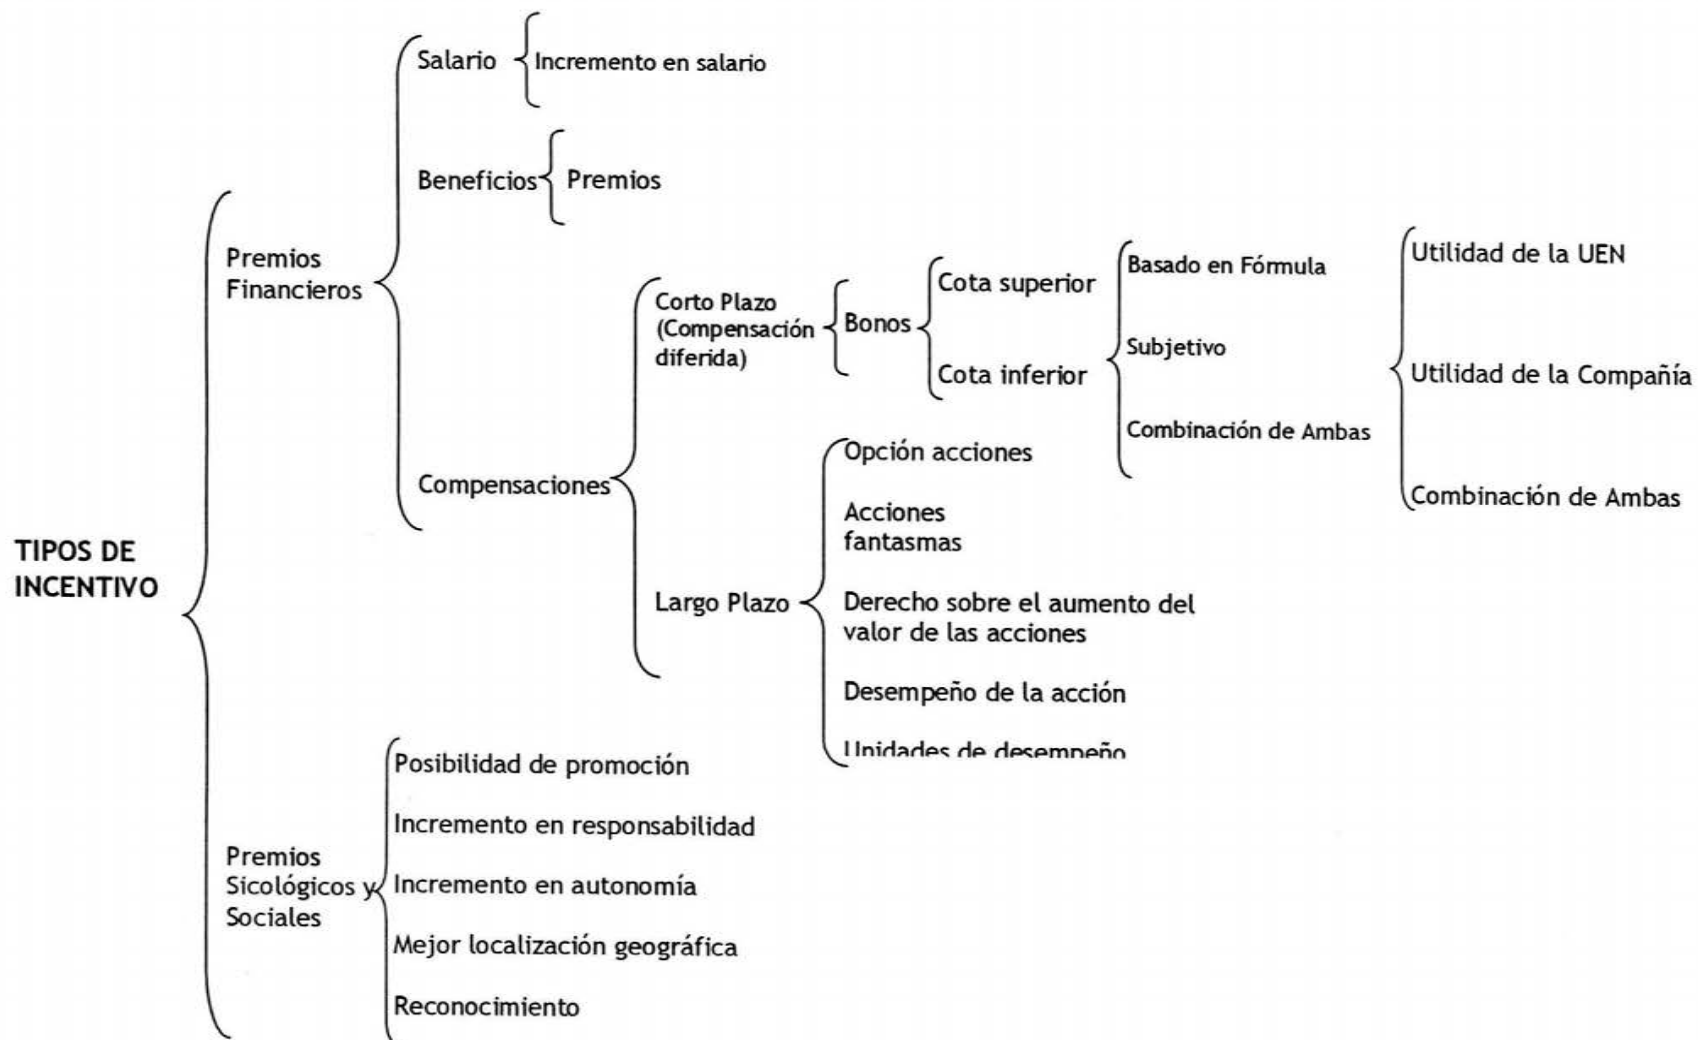 TIPOS DE
INCENTIVO
Premios
Financieros
Salario
Incremento en salario
Beneficios
Premios
Compensaciones
Corto Plazo
(Compensación
diferida)
Bonos
Cota superior
Cota inferior
Basado en Fórmula
Subjetivo
Combinación de Ambas
Utilidad de la UEN
Utilidad de la Compañía
Combinación de Ambas
Largo Plazo
Opción acciones
Acciones
fantasmas
Derecho sobre el aumento del
valor de las acciones
Desempeño de la acción
Unidades de desempeño
Premios
Sicológicos y
Sociales
Posibilidad de promoción
Incremento en responsabilidad
Incremento en autonomía
Mejor localización geográfica
Reconocimiento